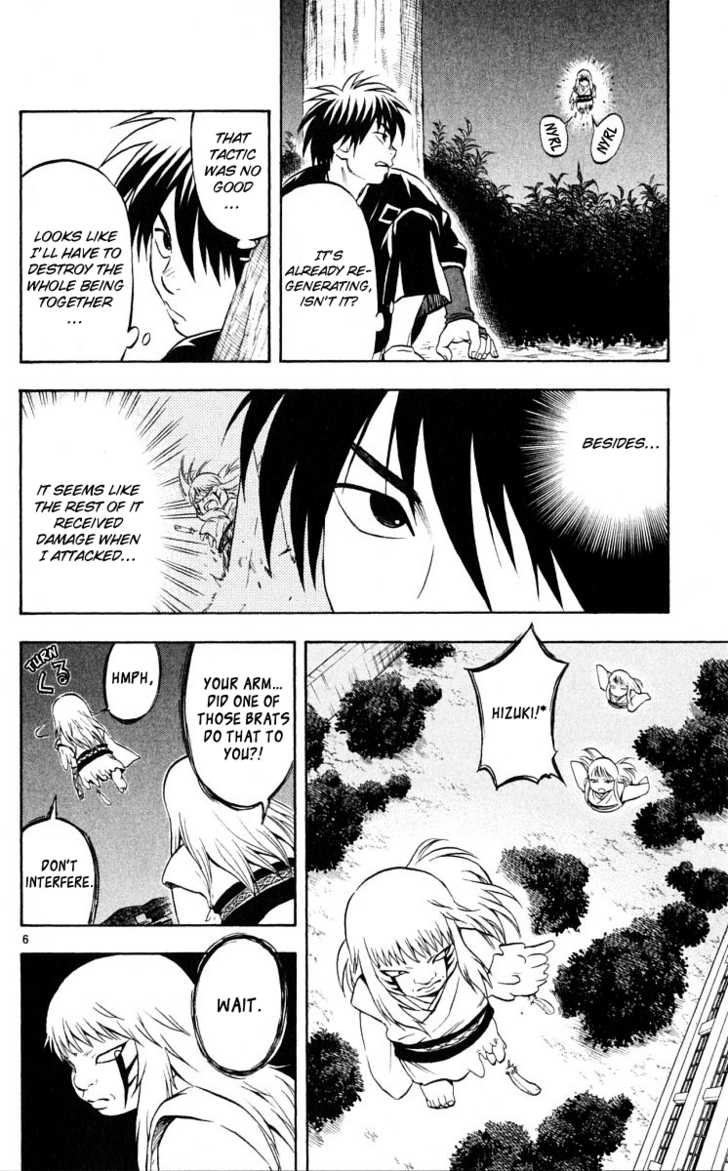 NYRL
NYRL
IT'S
ALREADY RE-
GENERATING,
ISN'T IT?
THAT
TACTIC
WAS NO
GOOD
...
LOOKS LIKE
I'LL HAVE TO
DESTROY THE
WHOLE BEING
TOGETHER
...
BESIDES...
IT SEEMS LIKE
THE REST OF IT
RECEIVED
DAMAGE WHEN
I ATTACKED...
HIZUKI!*
YOUR ARM...
DID ONE OF
THOSE BRATS
DO THAT TO
YOU?!
HMPH,
TURN
くる
DON'T
INTERFERE.
6
WAIT.